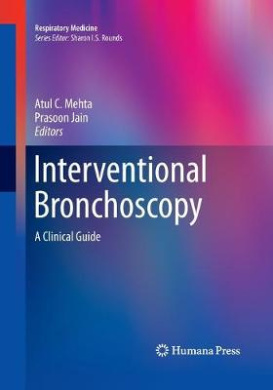 Respiratory Medicine
Series Editor: Sharon I.S. Rounds
Atul C. Mehta
Prasoon Jain
Editors
Interventional
Bronchoscopy
A Clinical Guide
Humana Press